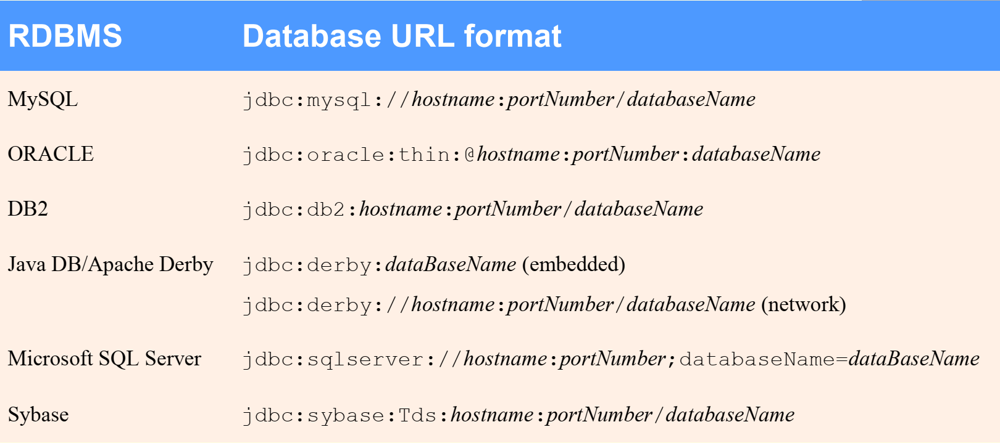 RDBMS Database URL format
MySQL jdbc:mysql://hostname:portNumber/databaseName
ORACLE jdbc:oracle:thin:@hostname:portNumber:databaseName
DB2 jdbc:db2:hostname:portNumber/databaseName
Java DB/Apache Derby jdbc:derby:dataBaseName (embedded)
jdbc:derby://hostname:portNumber/databaseName (network)
Microsoft SQL Server jdbc:sqlserver://hostname:portNumber;databaseName=dataBaseName
Sybase jdbc:sybase:Tds:hostname:portNumber/databaseName